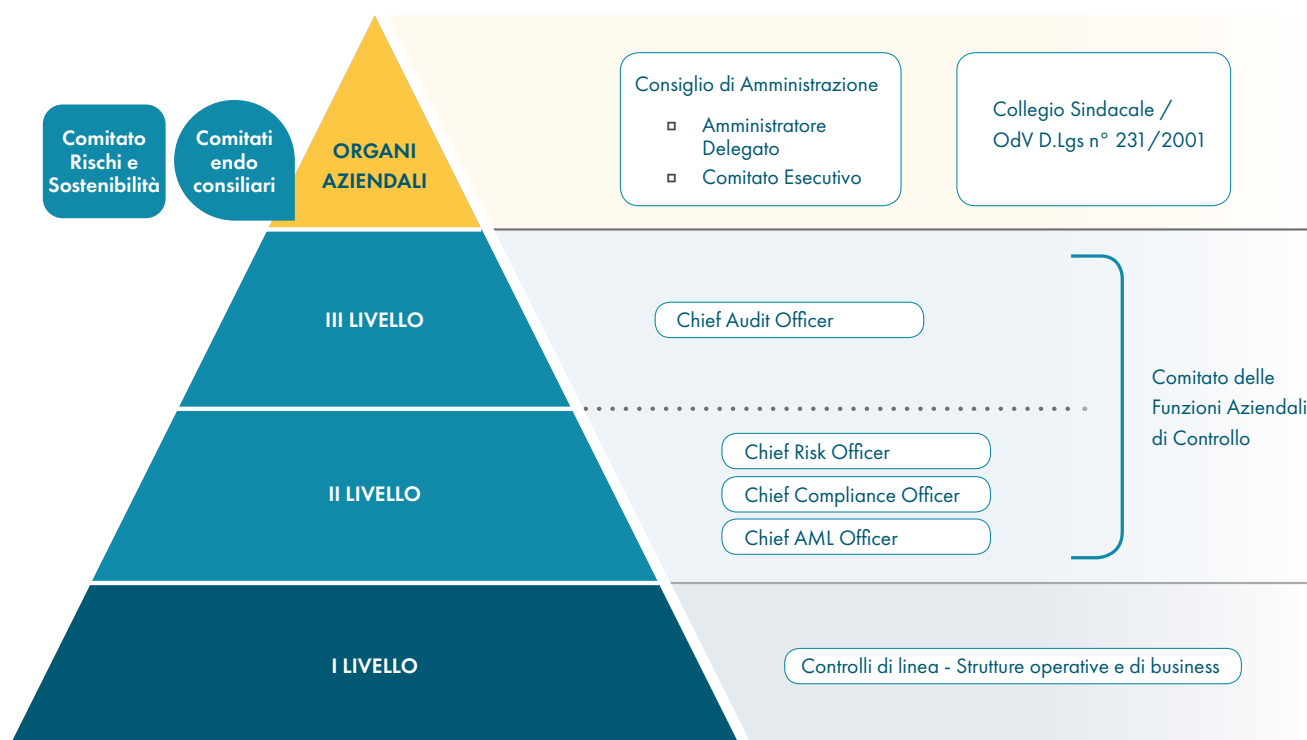 Comitato
Rischi e
Sostenibilità
Comitati
endo
consiliari
ORGANI
AZIENDALI
Consiglio di Amministrazione
Amministratore
Delegato
Comitato Esecutivo
Collegio Sindacale /
OdV D.Lgs n° 231/2001
III LIVELLO
Chief Audit Officer
Comitato delle
Funzioni Aziendali
di Controllo
II LIVELLO
Chief Risk Officer
Chief Compliance Officer
Chief AML Officer
I LIVELLO
Controlli di linea - Strutture operative e di business